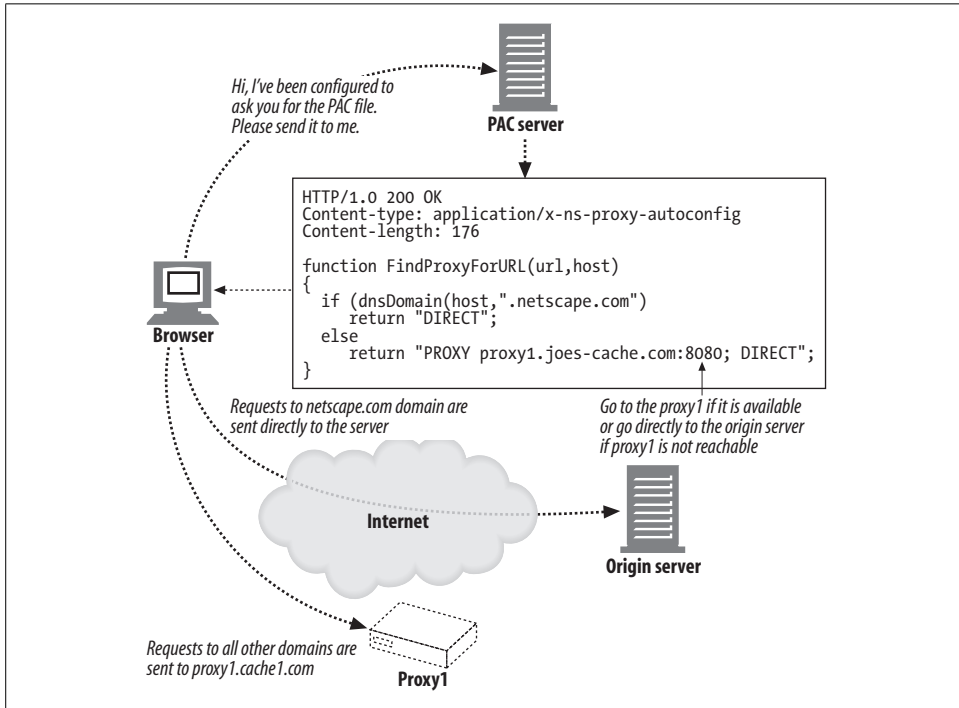 Hi, I've been configured to
ask you for the PAC file.
Please send it to me.
PAC server
HTTP/1.0 200 OK
Content-type: application/x-ns-proxy-autoconfig
Content-length: 176
function FindProxyForURL(url,host)
{
if (dnsDomain(host,".netscape.com")
return "DIRECT";
else
return "PROXY proxy1.joes-cache.com:8080; DIRECT";
}
Browser
Requests to netscape.com domain are
sent directly to the server
Go to the proxy1 if it is available
or go directly to the origin server
if proxy1 is not reachable
Internet
Origin server
Requests to all other domains are
sent to proxy1.cache1.com
Proxy1